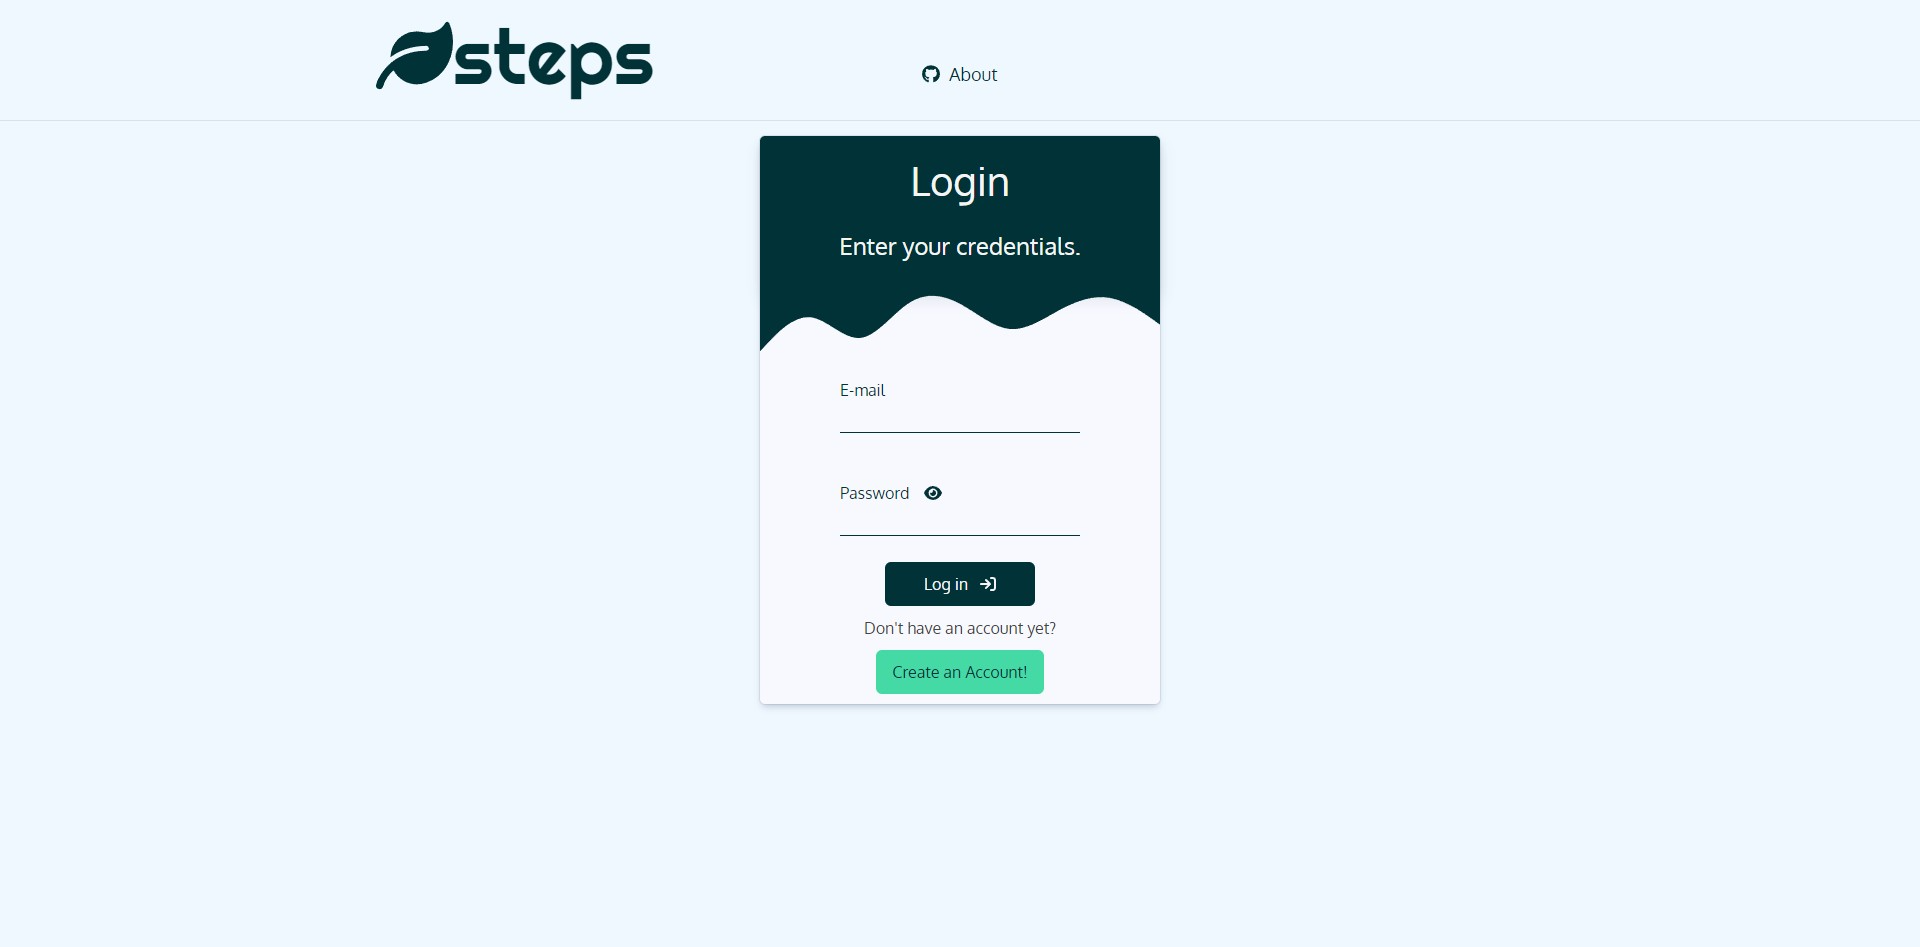 steps
About
Login
Enter your credentials.
E-mail
Password
Log in
Don't have an account yet?
Create an Account!